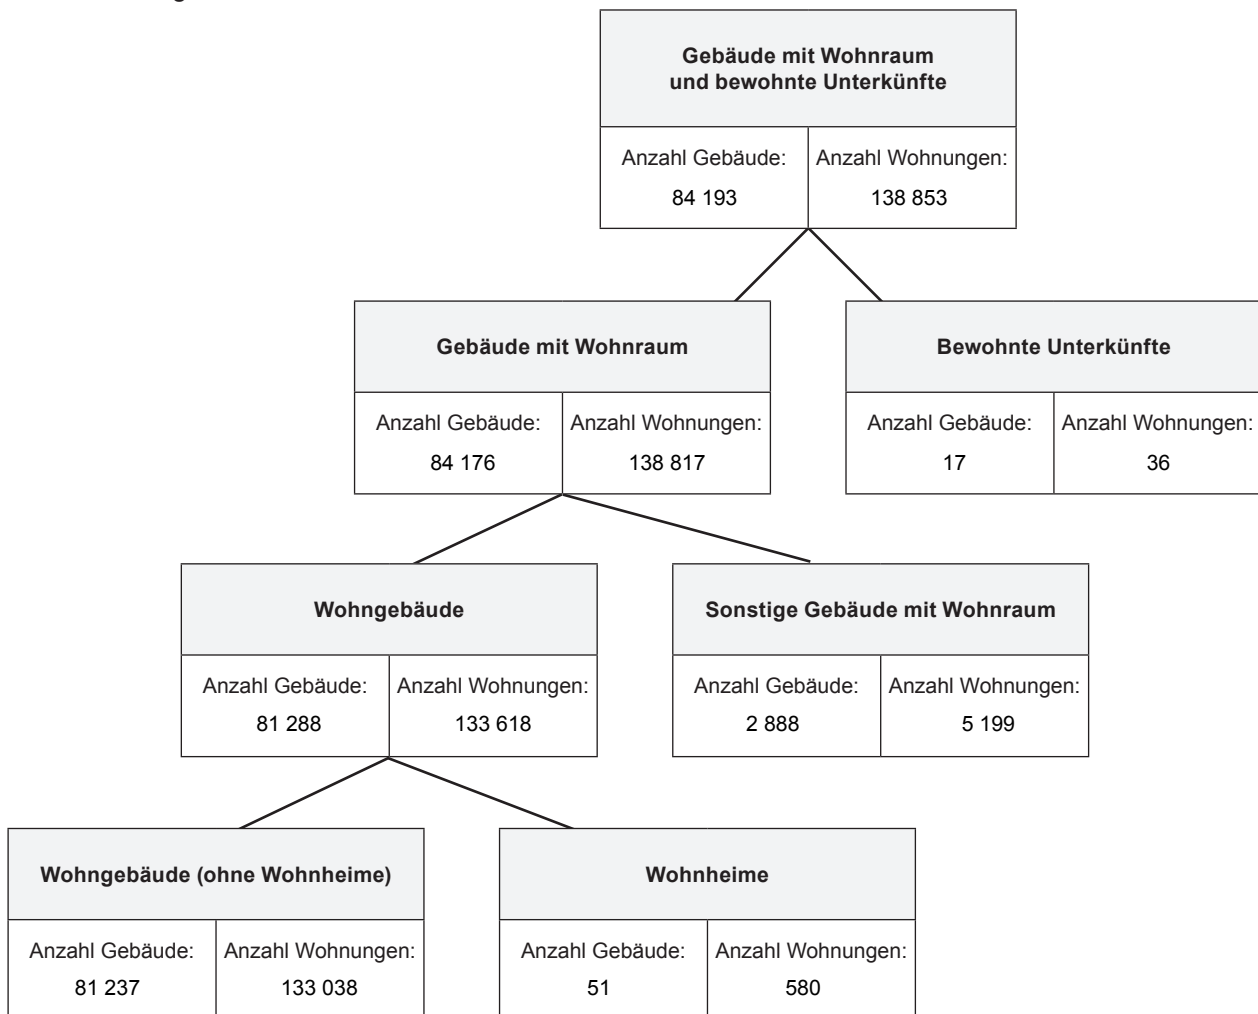 Gebäude mit Wohnraum
und bewohnte Unterkünfte
Anzahl Gebäude: Anzahl Wohnungen:
84 193 138 853
Gebäude mit Wohnraum Bewohnte Unterkünfte
Anzahl Gebäude: Anzahl Wohnungen: Anzahl Gebäude: Anzahl Wohnungen:
84 176 138 817 17 36
Wohngebäude Sonstige Gebäude mit Wohnraum
Anzahl Gebäude: Anzahl Wohnungen: Anzahl Gebäude: Anzahl Wohnungen:
81 288 133 618 2 888 5 199
Wohngebäude (ohne Wohnheime) Wohnheime
Anzahl Gebäude: Anzahl Wohnungen: Anzahl Gebäude: Anzahl Wohnungen:
81 237 133 038 51 580